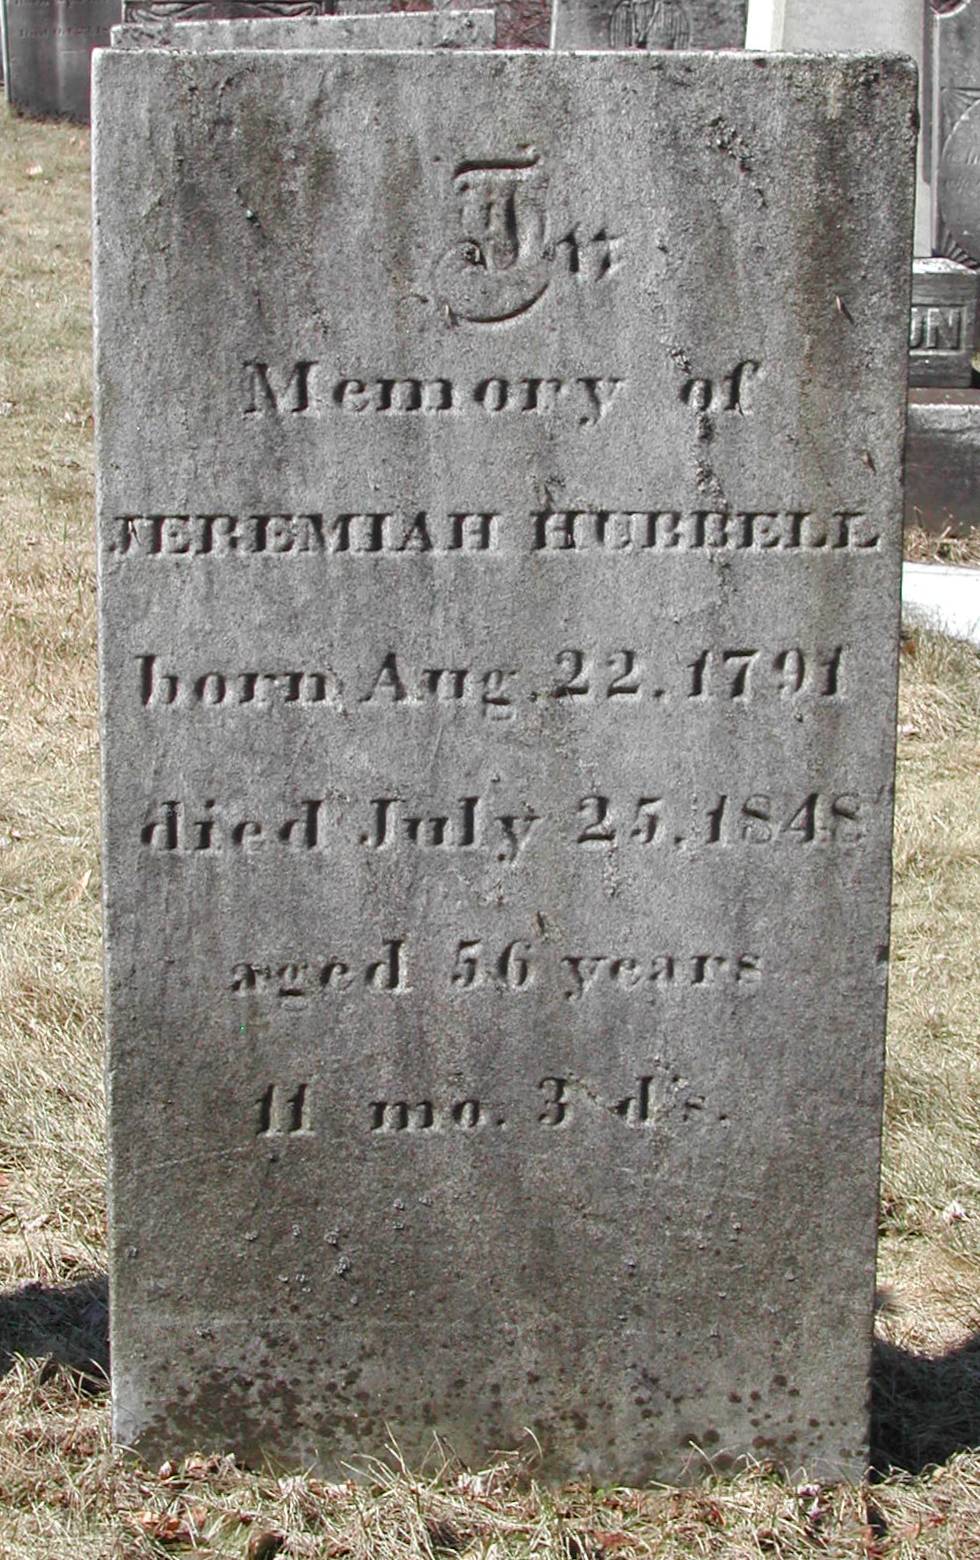 In
Memory of
JEREMIAH HUBBELL
born Aug. 22. 1791
died July 25. 1848
aged 56 years
11 mo. 3 d's.
UN